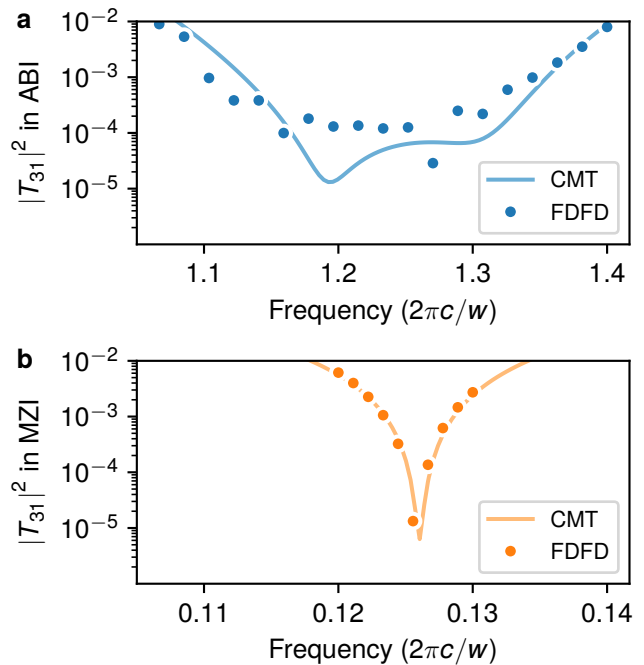 a
|T₃₁|² in ABI
10⁻²
10⁻³
10⁻⁴
10⁻⁵
CMT
FDFD
1.1 1.2 1.3 1.4
Frequency (2πc/w)
b
|T₃₁|² in MZI
10⁻²
10⁻³
10⁻⁴
10⁻⁵
CMT
FDFD
0.11 0.12 0.13 0.14
Frequency (2πc/w)